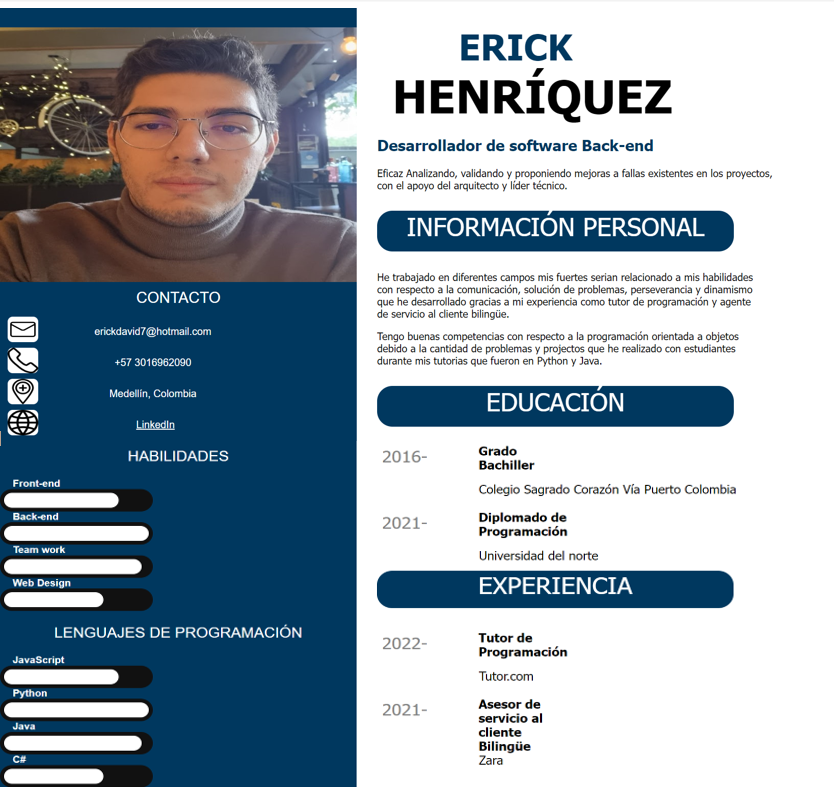 ERICK
HENRÍQUEZ
Desarrollador de software Back-end
Eficaz Analizando, validando y proponiendo mejoras a fallas existentes en los proyectos,
con el apoyo del arquitecto y líder técnico.
INFORMACIÓN PERSONAL
He trabajado en diferentes campos mis fuertes serian relacionado a mis habilidades
con respecto a la comunicación, solución de problemas, perseverancia y dinamismo
que he desarrollado gracias a mi experiencia como tutor de programación y agente
de servicio al cliente bilingüe.
Tengo buenas competencias con respecto a la programación orientada a objetos
debido a la cantidad de problemas y projectos que he realizado con estudiantes
durante mis tutorias que fueron en Python y Java.
EDUCACIÓN
2016-
Grado
Bachiller
Colegio Sagrado Corazón Vía Puerto Colombia
2021-
Diplomado de
Programación
Universidad del norte
EXPERIENCIA
2022-
Tutor de
Programación
Tutor.com
2021-
Asesor de
servicio al
cliente
Bilingüe
Zara
CONTACTO
erickdavid7@hotmail.com
+57 3016962090
Medellín, Colombia
LinkedIn
HABILIDADES
Front-end
Back-end
Team work
Web Design
LENGUAJES DE PROGRAMACIÓN
JavaScript
Python
Java
C#